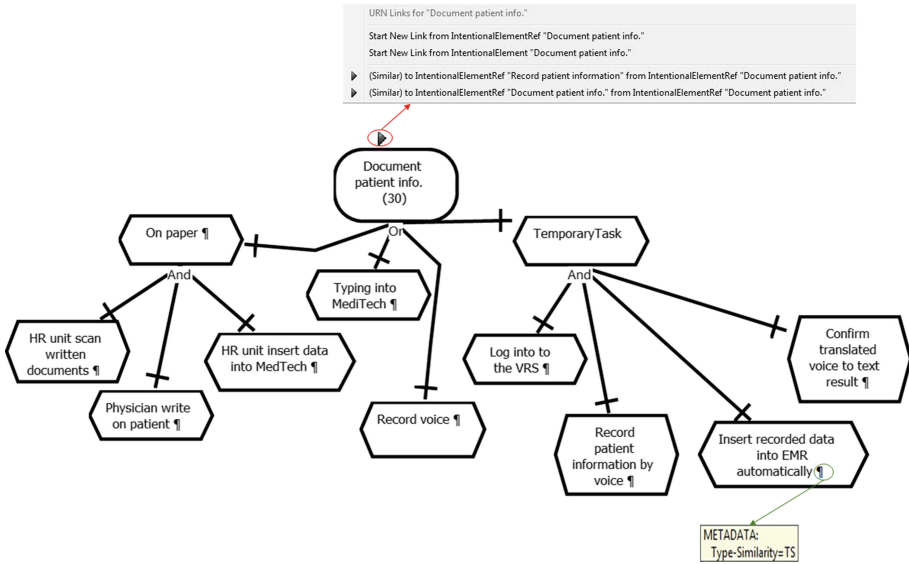 URN Links for "Document patient info."
Start New Link from IntentionalElementRef "Document patient info."
Start New Link from IntentionalElement "Document patient info."
(Similar) to IntentionalElementRef "Record patient information" from IntentionalElementRef "Document patient info."
(Similar) to IntentionalElementRef "Document patient info." from IntentionalElementRef "Document patient info."
Document
patient info.
(30)
Or
On paper ¶
And
TemporaryTask
And
Typing into
MediTech ¶
HR unit scan
written
documents ¶
Physician write
on patient ¶
HR unit insert data
into MedTech ¶
Record voice ¶
Log into to
the VRS ¶
Record
patient
information by
voice ¶
Insert recorded data
into EMR
automatically ¶
Confirm
translated
voice to text
result ¶
METADATA:
Type-Similarity=TS